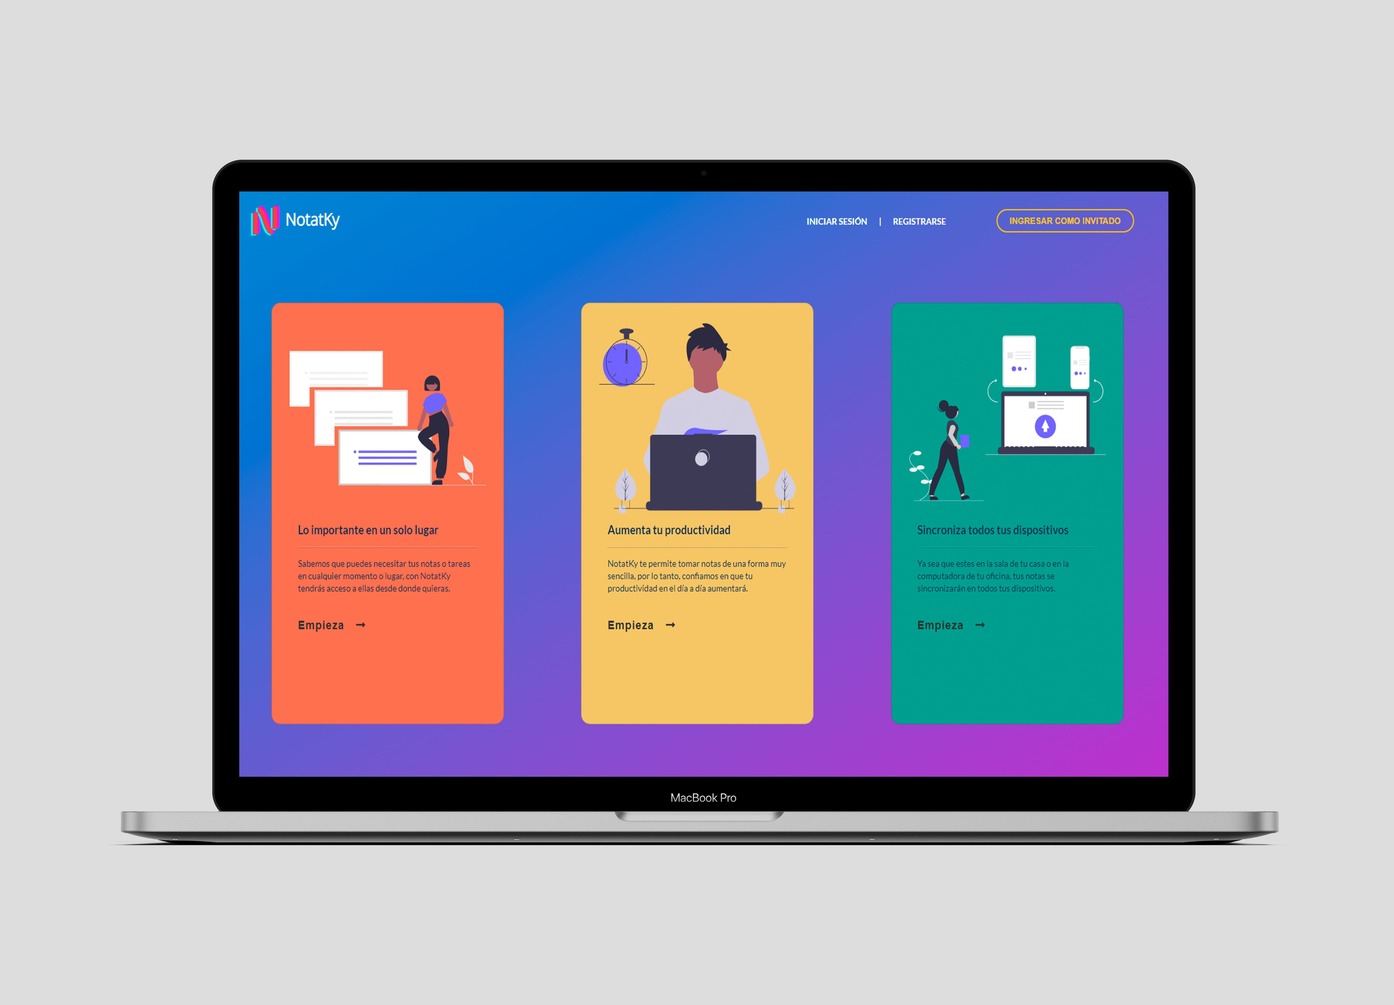 NotatKy
INICIAR SESIÓN | REGISTRARSE
INGRESAR COMO INVITADO
Lo importante en un solo lugar
Sabemos que puedes necesitar tus notas o tareas
en cualquier momento o lugar, con NotatKy
tendrás acceso a ellas desde donde quieras.
Empieza →
Aumenta tu productividad
NotatKy te permite tomar notas de una forma muy
sencilla, por lo tanto, confiamos en que tu
productividad en el día a día aumentará.
Empieza →
Sincroniza todos tus dispositivos
Ya sea que estes en la sala de tu casa o en la
computadora de tu oficina, tus notas se
sincronizarán en todos tus dispositivos.
Empieza →
MacBook Pro